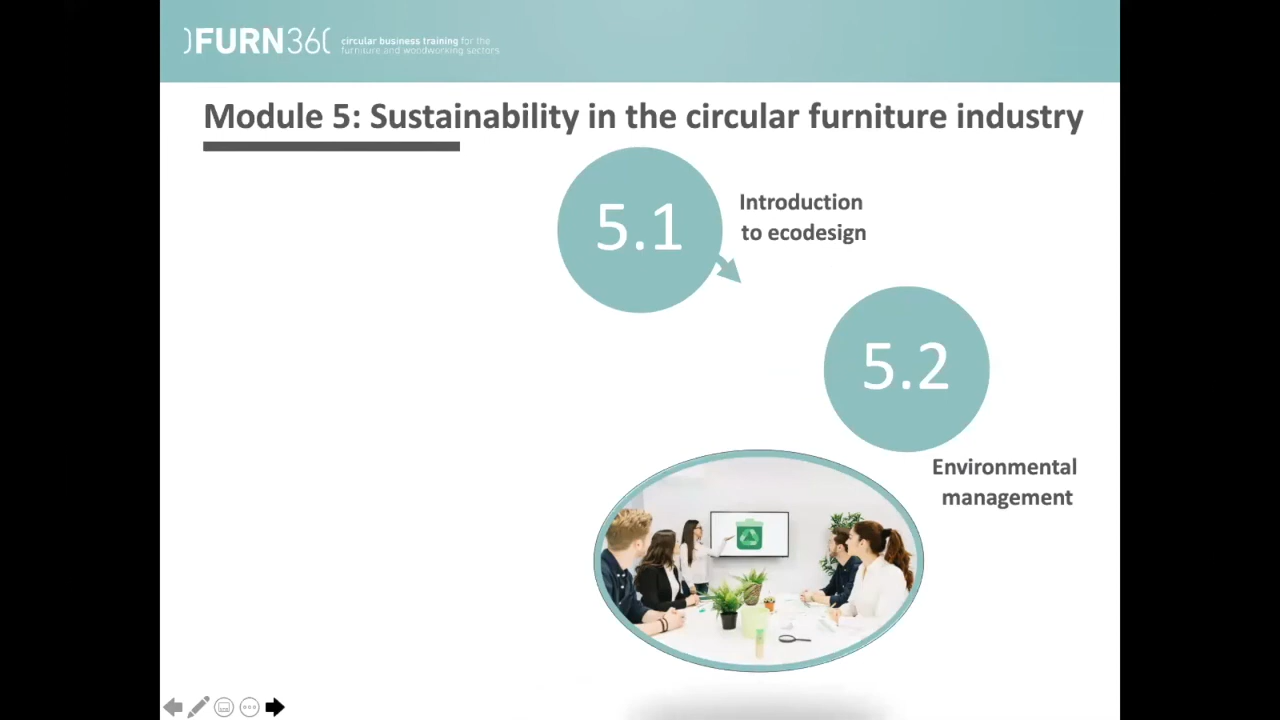 FURN360
circular business training for the
furniture and woodworking sectors
Module 5: Sustainability in the circular furniture industry
5.1
Introduction
to ecodesign
5.2
Environmental
management